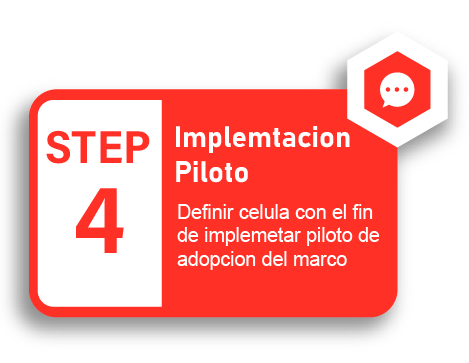 STEP
4
Implemtacion
Piloto
Definir celula con el fin
de implemetar piloto de
adopcion del marco